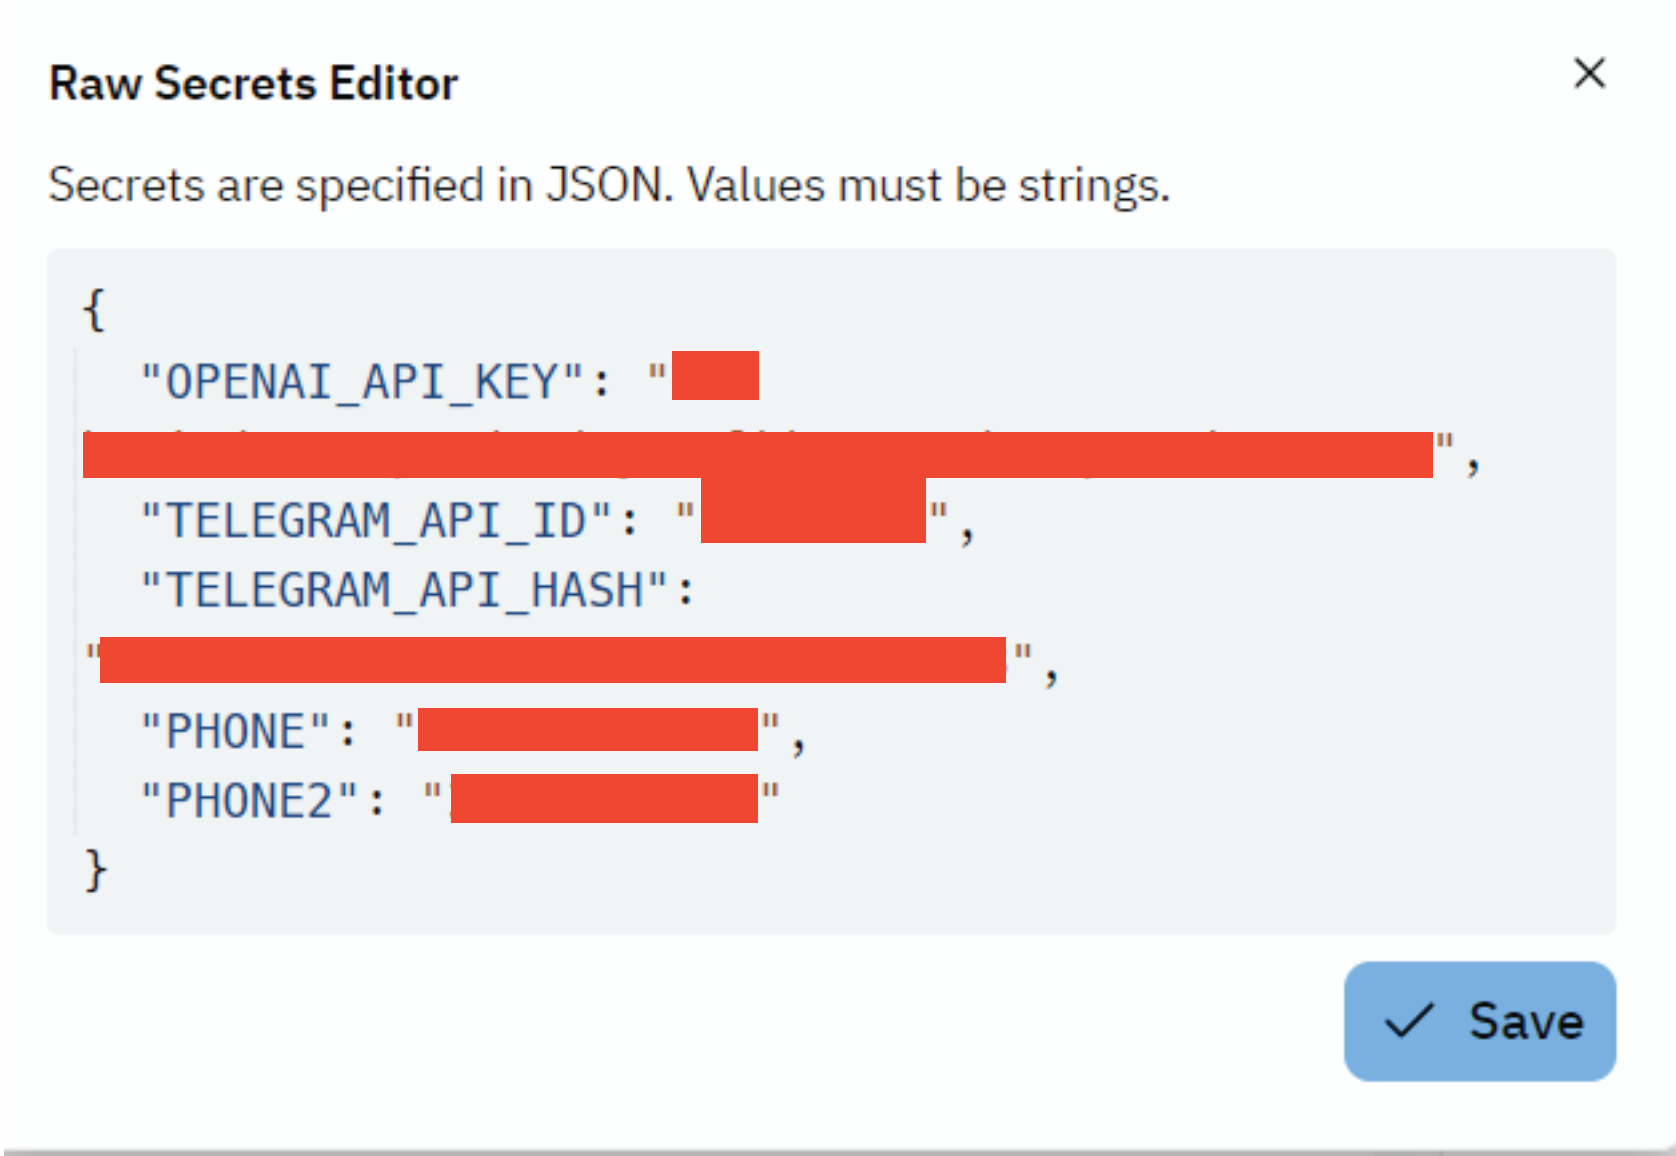 Raw Secrets Editor
Secrets are specified in JSON. Values must be strings.
{
"OPENAI_API_KEY": "
",
"TELEGRAM_API_ID": "",
"TELEGRAM_API_HASH":
"",
"PHONE": "",
"PHONE2": ""
}
Save